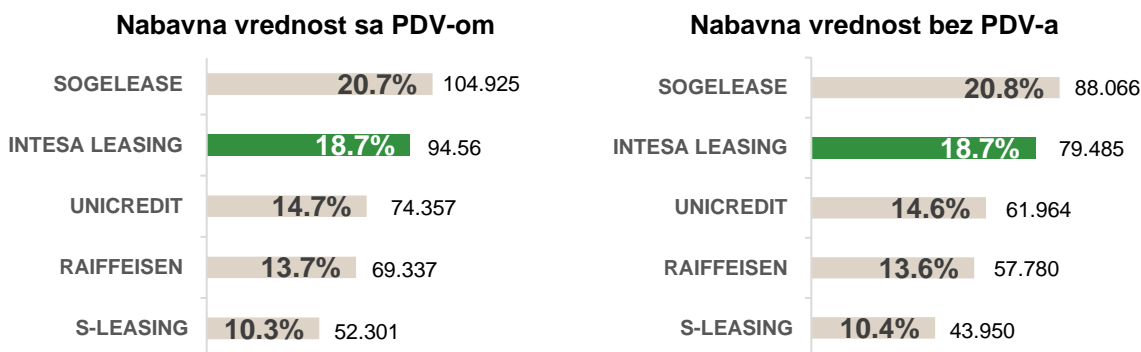 Nabavna vrednost sa PDV-om
SOGELEASE 20.7% 104.925
INTESA LEASING 18.7% 94.56
UNICREDIT 14.7% 74.357
RAIFFEISEN 13.7% 69.337
S-LEASING 10.3% 52.301
Nabavna vrednost bez PDV-a
SOGELEASE 20.8% 88.066
INTESA LEASING 18.7% 79.485
UNICREDIT 14.6% 61.964
RAIFFEISEN 13.6% 57.780
S-LEASING 10.4% 43.950